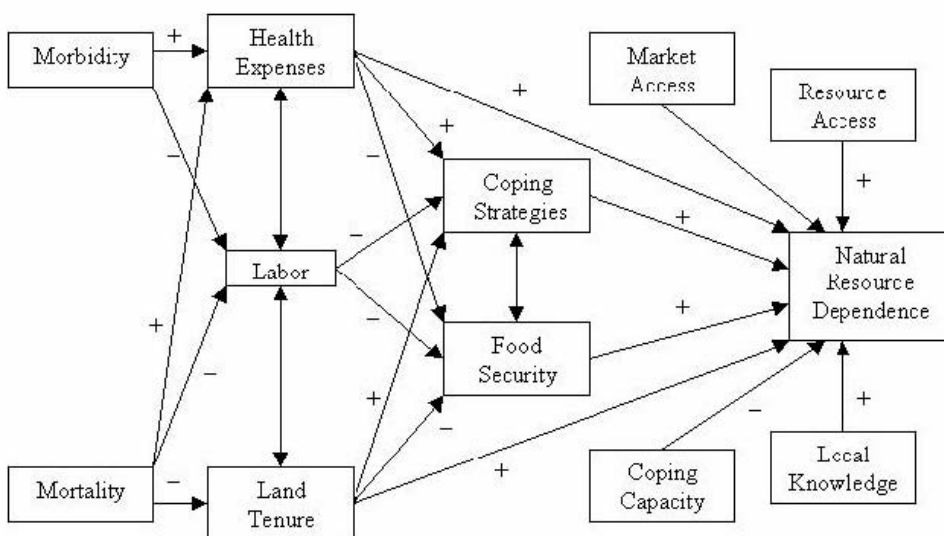 Morbidity
+
Health
Expenses
Market
Access
Resource
Access
+
+
–
–
+
Coping
Strategies
–
+
Labor
Natural
Resource
Dependence
+
–
+
Food
Security
–
+
–
–
+
+
Mortality
–
Land
Tenure
+
Coping
Capacity
Local
Knowledge